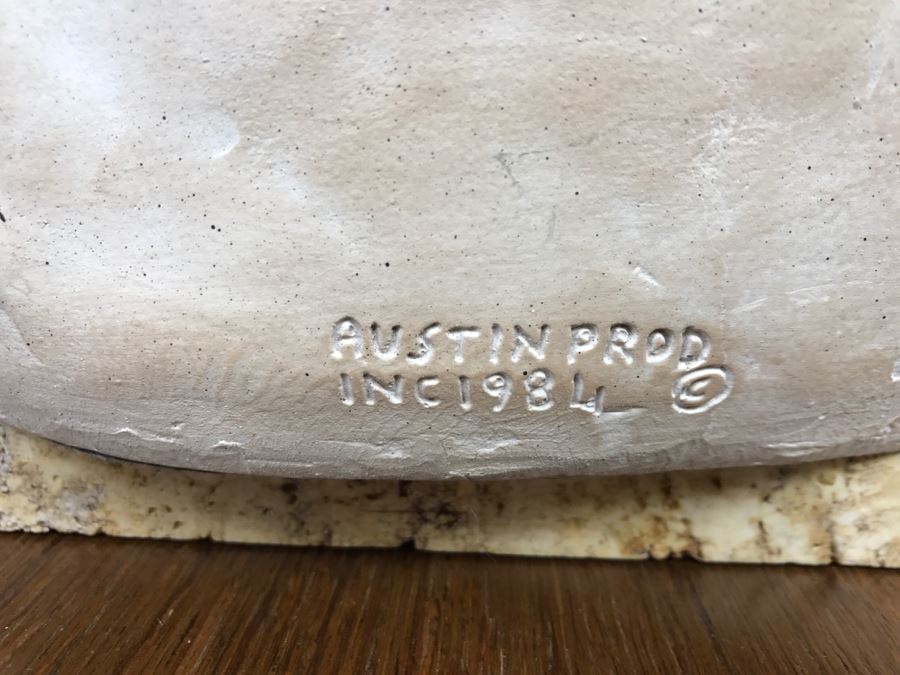 AUSTIN PROD
INC 1984 ©